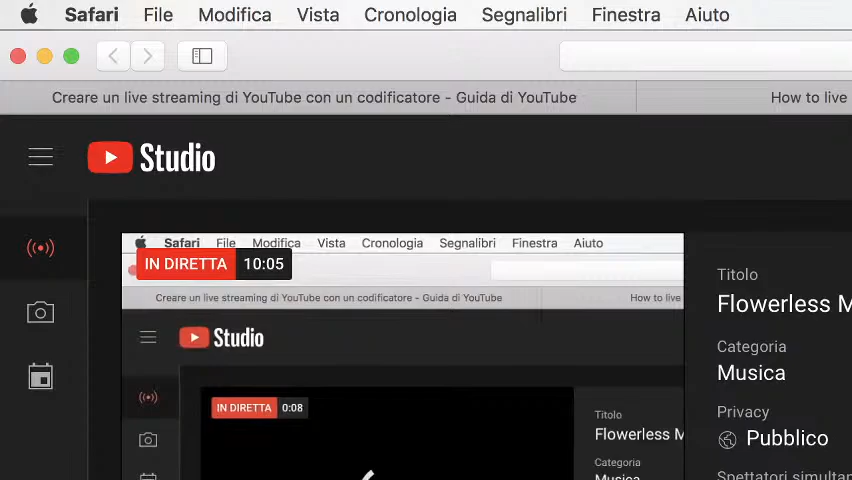 Safari File Modifica Vista Cronologia Segnalibri Finestra Aiuto
Creare un live streaming di YouTube con un codificatore - Guida di YouTube How to live
Studio
Safari File Modifica Vista Cronologia Segnalibri Finestra Aiuto
IN DIRETTA 10:05
Creare un live streaming di YouTube con un codificatore - Guida di YouTube How to live
Studio
IN DIRETTA 0:08
Titolo
Flowerless M
Categoria
Musica
Titolo
Flowerless M
Categoria
Musica
Privacy
Pubblico
Spettatori simultan